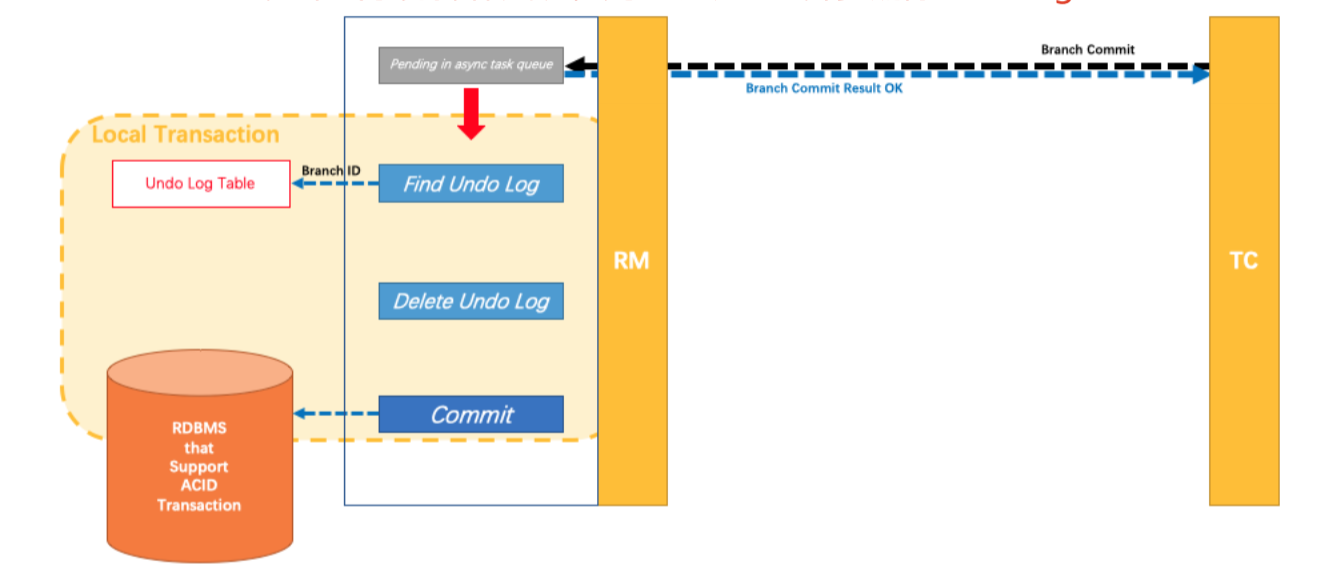 Branch Commit
Pending in async task queue
Branch Commit Result OK
Local Transaction
Branch ID
Undo Log Table
Find Undo Log
RM
TC
Delete Undo Log
Commit
RDBMS
that
Support
ACID
Transaction